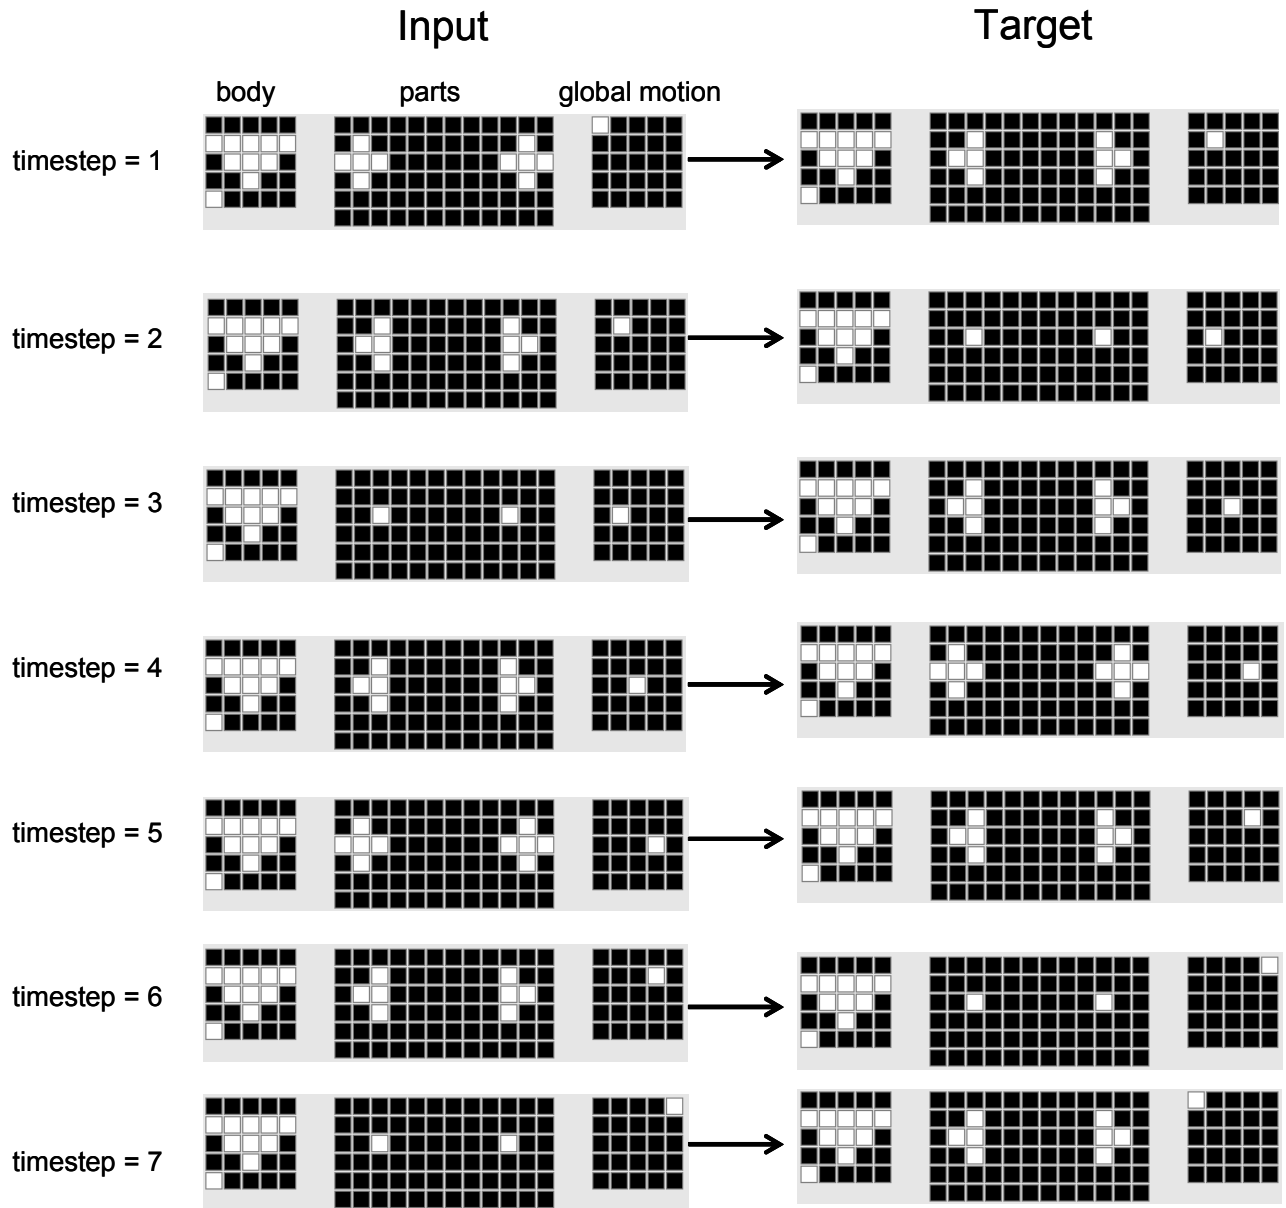 Input
Target
body
parts
global motion
timestep = 1
timestep = 2
timestep = 3
timestep = 4
timestep = 5
timestep = 6
timestep = 7